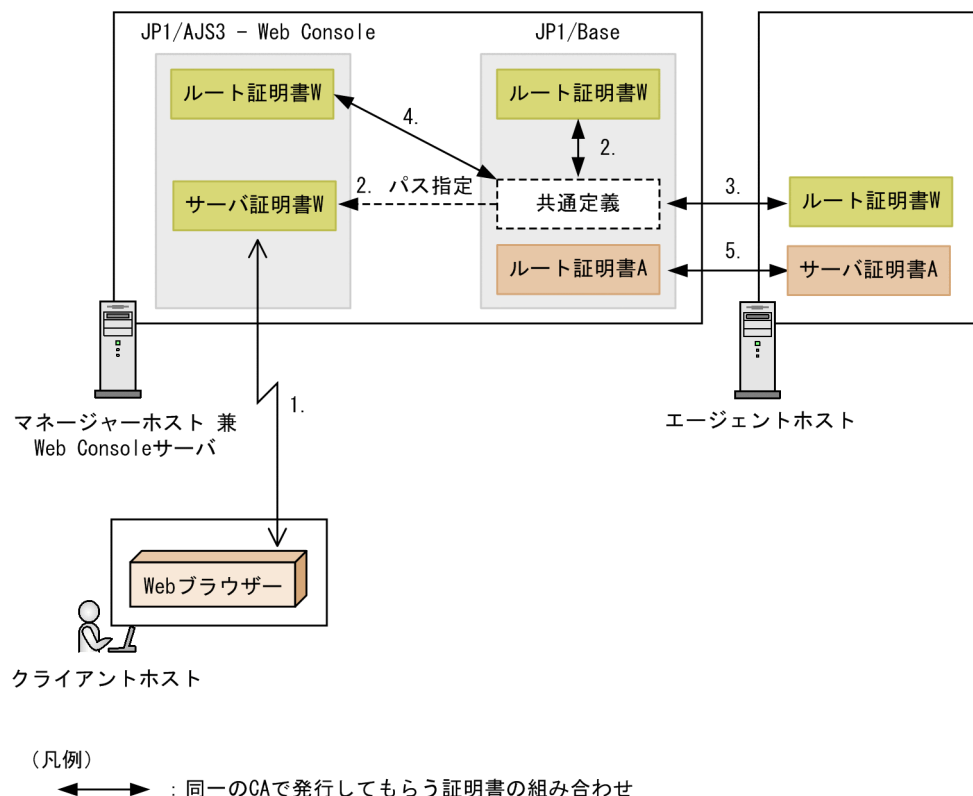 JP1/AJS3 - Web Console
JP1/Base
ルート証明書W
ルート証明書W
4.
2.
2. パス指定
3.
サーバ証明書W
共通定義
ルート証明書W
5.
ルート証明書A
サーバ証明書A
1.
マネージャーホスト 兼
Web Consoleサーバ
エージェントホスト
Webブラウザー
クライアントホスト
(凡例)
: 同一のCAで発行してもらう証明書の組み合わせ